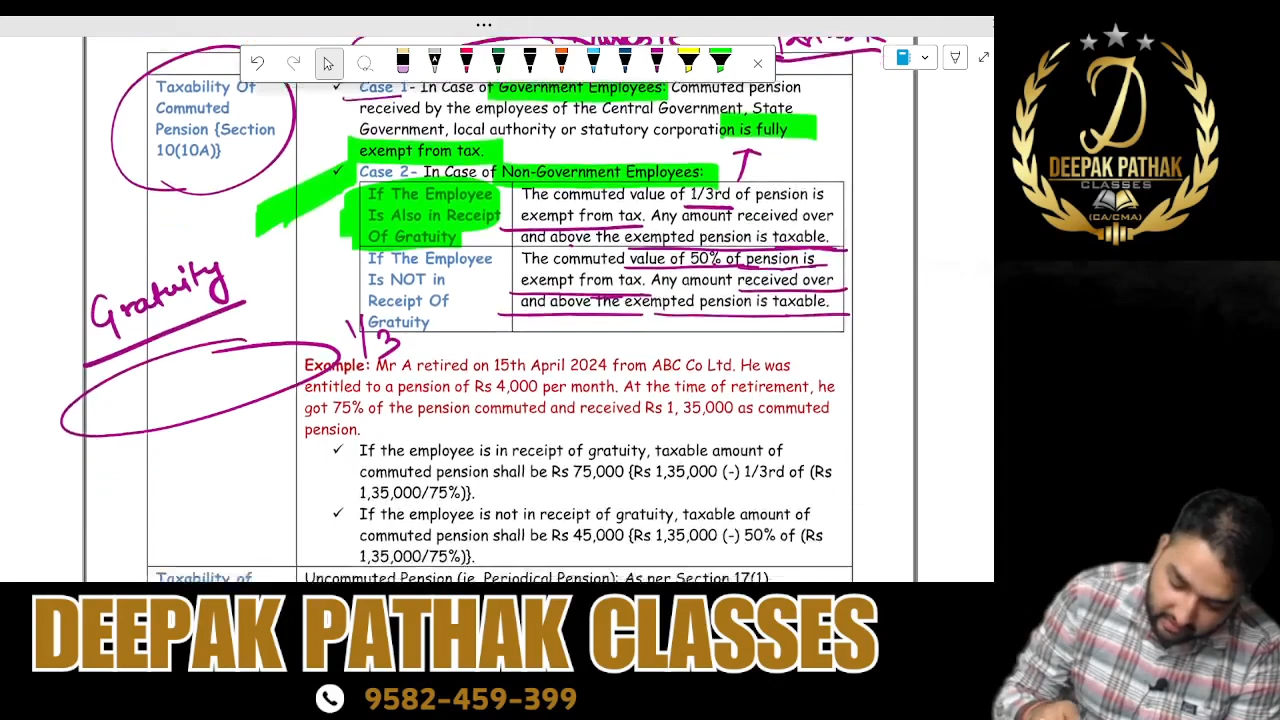 Taxability Of
Commuted
Pension {Section
10(10A)}
Case 1- In Case of Government Employees: Commuted pension
received by the employees of the Central Government, State
Government, local authority or statutory corporation is fully
exempt from tax.
Case 2- In Case of Non-Government Employees:
If The Employee
Is Also in Receipt
Of Gratuity
The commuted value of 1/3rd of pension is
exempt from tax. Any amount received over
and above the exempted pension is taxable.
If The Employee
Is NOT in
Receipt Of
Gratuity
The commuted value of 50% of pension is
exempt from tax. Any amount received over
and above the exempted pension is taxable.
Gratuity
1/3
Example: Mr A retired on 15th April 2024 from ABC Co Ltd. He was
entitled to a pension of Rs 4,000 per month. At the time of retirement, he
got 75% of the pension commuted and received Rs 1, 35,000 as commuted
pension.
If the employee is in receipt of gratuity, taxable amount of
commuted pension shall be Rs 75,000 {Rs 1,35,000 (-) 1/3rd of (Rs
1,35,000/75%)}.
If the employee is not in receipt of gratuity, taxable amount of
commuted pension shall be Rs 45,000 {Rs 1,35,000 (-) 50% of (Rs
1,35,000/75%)}.
Taxability of
Uncommuted Pension (ie. Periodical Pension): As per Section 17(1)
D
DEEPAK PATHAK
CLASSES
(CA/CMA)
DEEPAK PATHAK CLASSES
9582-459-399